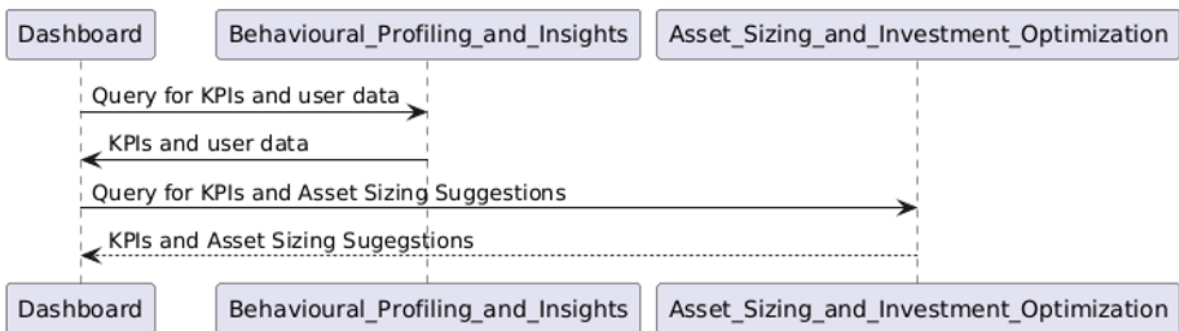 Dashboard
Behavioural_Profiling_and_Insights
Asset_Sizing_and_Investment_Optimization
Query for KPIs and user data
KPIs and user data
Query for KPIs and Asset Sizing Suggestions
KPIs and Asset Sizing Sugegstions
Dashboard
Behavioural_Profiling_and_Insights
Asset_Sizing_and_Investment_Optimization